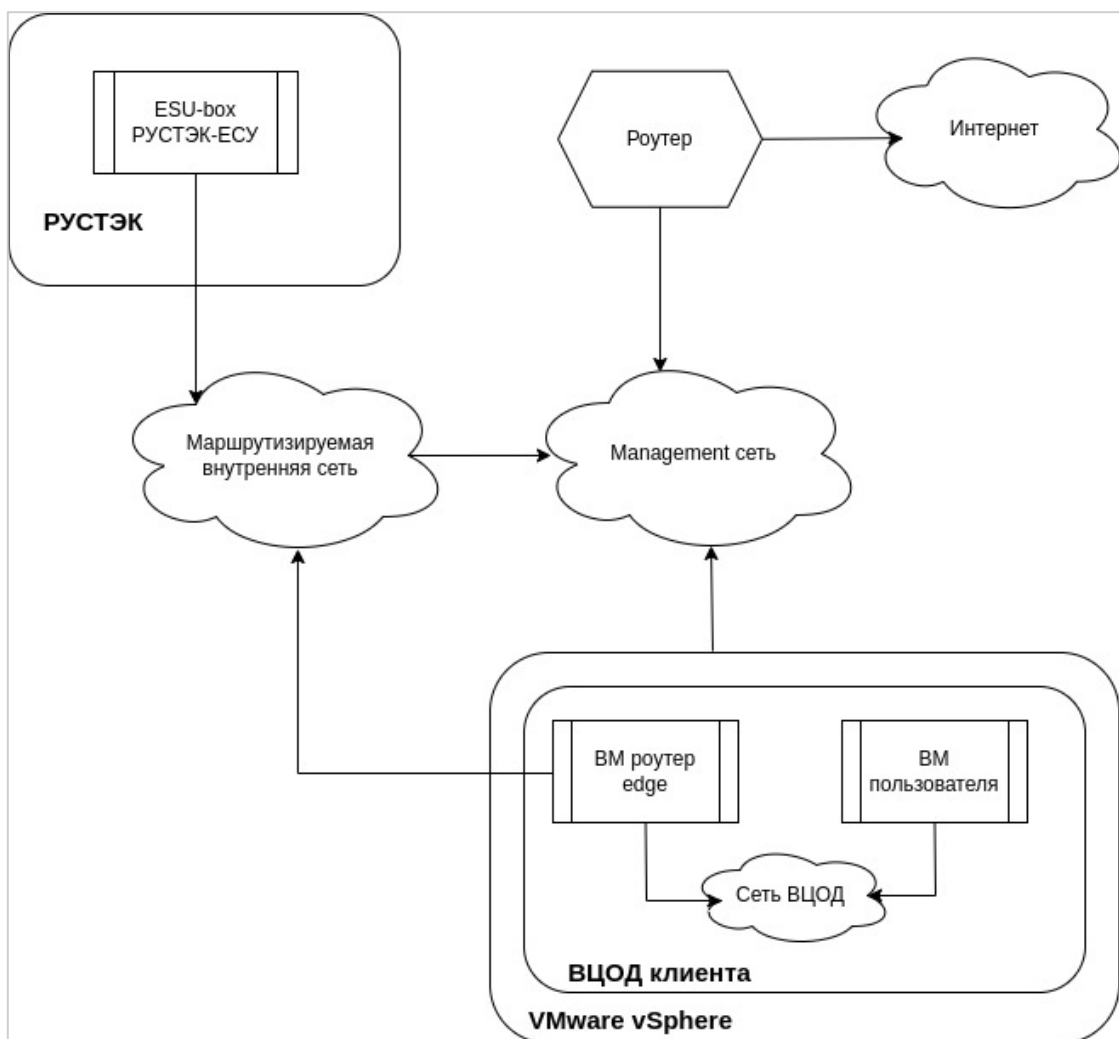 ESU-box
РУСТЭК-ЕСУ
РУСТЭК
Роутер
Интернет
Маршрутизируемая
внутренняя сеть
Management сеть
ВМ роутер
edge
ВМ
пользователя
Сеть ВЦОД
ВЦОД клиента
VMware vSphere